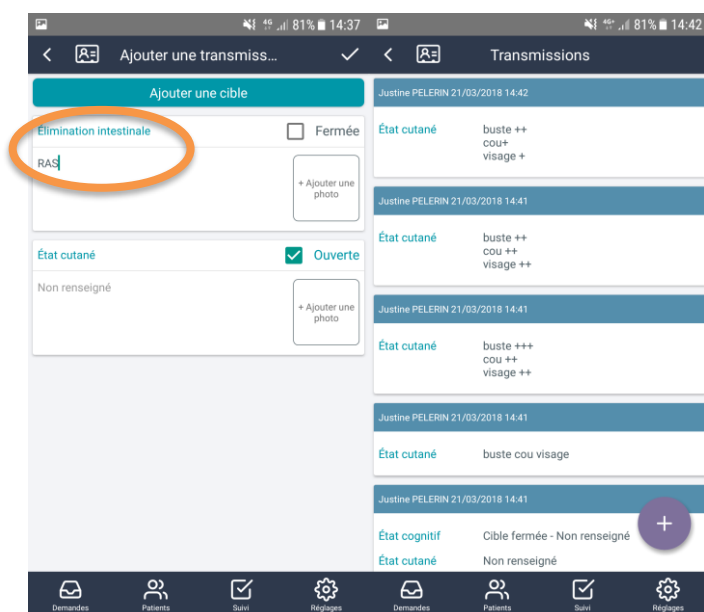 4G 81% 14:37
Ajouter une transmiss...
Ajouter une cible
Élimination intestinale Fermée
RAS
+ Ajouter une
photo
État cutané Ouverte
Non renseigné
+ Ajouter une
photo
Demandes Patients Suivi Réglages
4G+ 81% 14:42
Transmissions
Justine PELERIN 21/03/2018 14:42
État cutané buste ++
cou+
visage +
Justine PELERIN 21/03/2018 14:41
État cutané buste ++
cou ++
visage ++
Justine PELERIN 21/03/2018 14:41
État cutané buste +++
cou ++
visage ++
Justine PELERIN 21/03/2018 14:41
État cutané buste cou visage
Justine PELERIN 21/03/2018 14:41
État cognitif Cible fermée - Non renseigné
+
État cutané Non renseigné
Demandes Patients Suivi Réglages